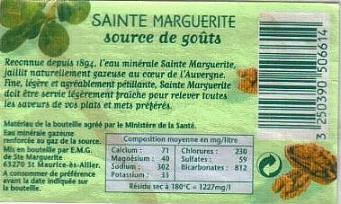 SAINTE MARGUERITE
source de goûts
Reconnue depuis 1894, l'eau minérale Sainte Marguerite,
jaillit naturellement gazeuse au cœur de l'Auvergne.
Fine, légère et agréablement pétillante, Sainte Marguerite
doit être servie légèrement fraîche pour relever toutes
les saveurs de vos plats et mets préférés.
Matériau de la bouteille agréé par le Ministère de la Santé.
Eau minérale gazeuse
renforcée au gaz de la source.
Mis en bouteille par E.M.G.
de Ste Marguerite
63270 St Maurice-ès-Allier.
A consommer de préférence
avant la date indiquée sur
la bouteille.
Composition moyenne en mg/litre
Calcium : 71 Chlorures : 230
Magnésium : 40 Sulfates : 59
Sodium : 302 Bicarbonates : 812
Potassium : 33
Résidu sec à 180°C = 1227mg/l
3 250390 506614